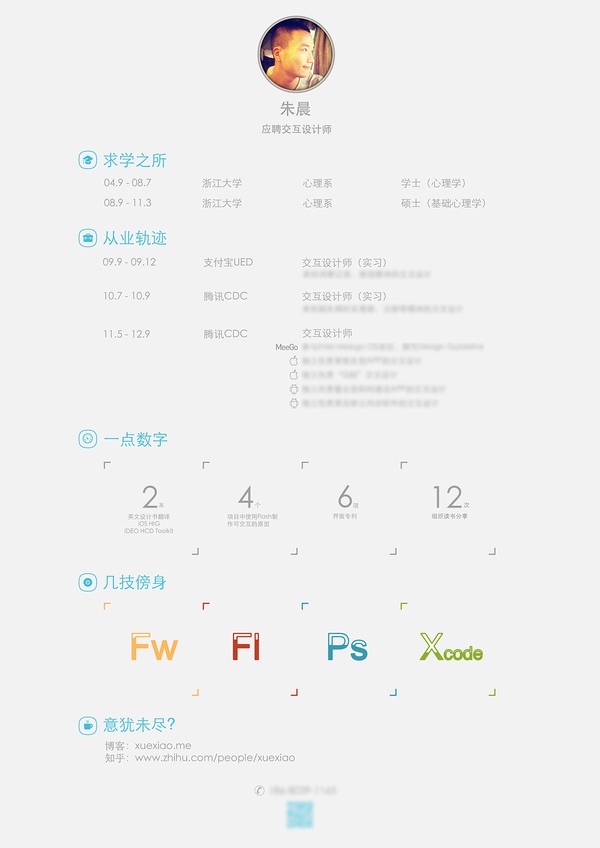 朱晨
应聘交互设计师
求学之所
04.9 - 08.7 浙江大学 心理系 学士（心理学）
08.9 - 11.3 浙江大学 心理系 硕士（基础心理学）
从业轨迹
09.9 - 09.12 支付宝UED 交互设计师（实习）
10.7 - 10.9 腾讯CDC 交互设计师（实习）
11.5 - 12.9 腾讯CDC 交互设计师
MeeGo
一点数字
2本 4个 6项 12次
英文设计书翻译 项目中使用Flash制 界面专利 组织读书分享
iOS HIG 作可交互的原型
IDEO HCD Toolkit
几技傍身
Fw Fl Ps Xcode
意犹未尽?
博客：xuexiao.me
知乎：www.zhihu.com/people/xuexiao